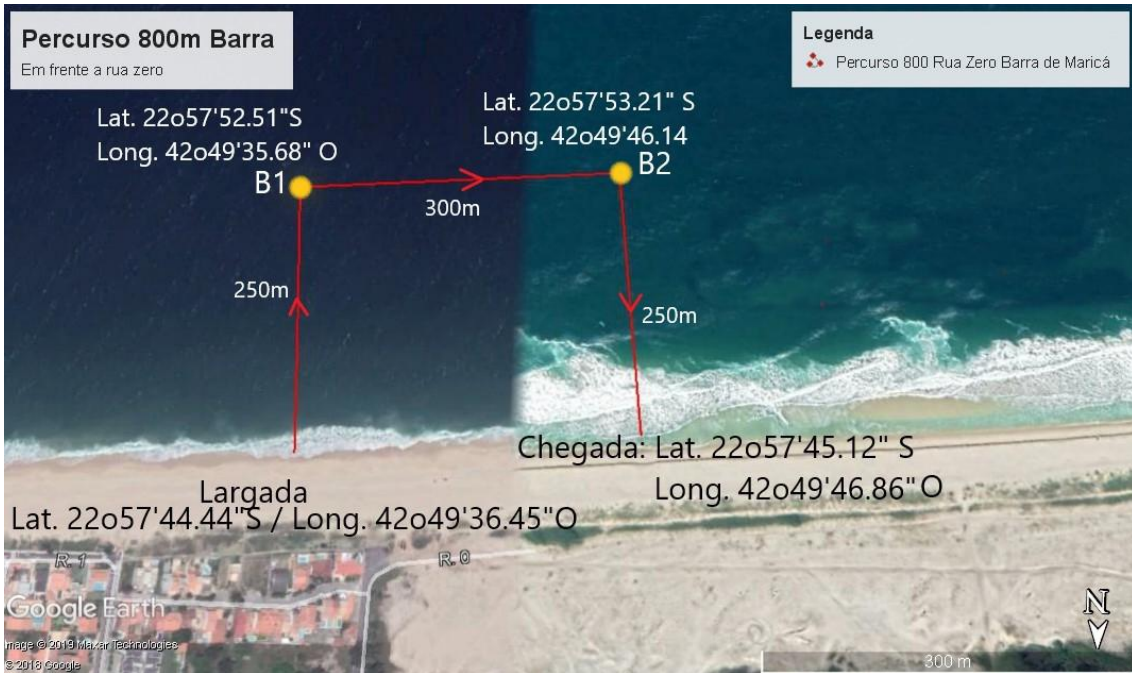 Percurso 800m Barra
Em frente a rua zero
Legenda
Percurso 800 Rua Zero Barra de Maricá
Lat. 22o57'52.51"S
Long. 42o49'35.68" O
B1
Lat. 22o57'53.21" S
Long. 42o49'46.14
B2
300m
250m
250m
Chegada: Lat. 22o57'45.12" S
Long. 42o49'46.86" O
Largada
Lat. 22o57'44.44"S / Long. 42o49'36.45"O
R. 1
R. 0
Google Earth
Image © 2019 Maxar Technologies
© 2018 Google
N
300 m